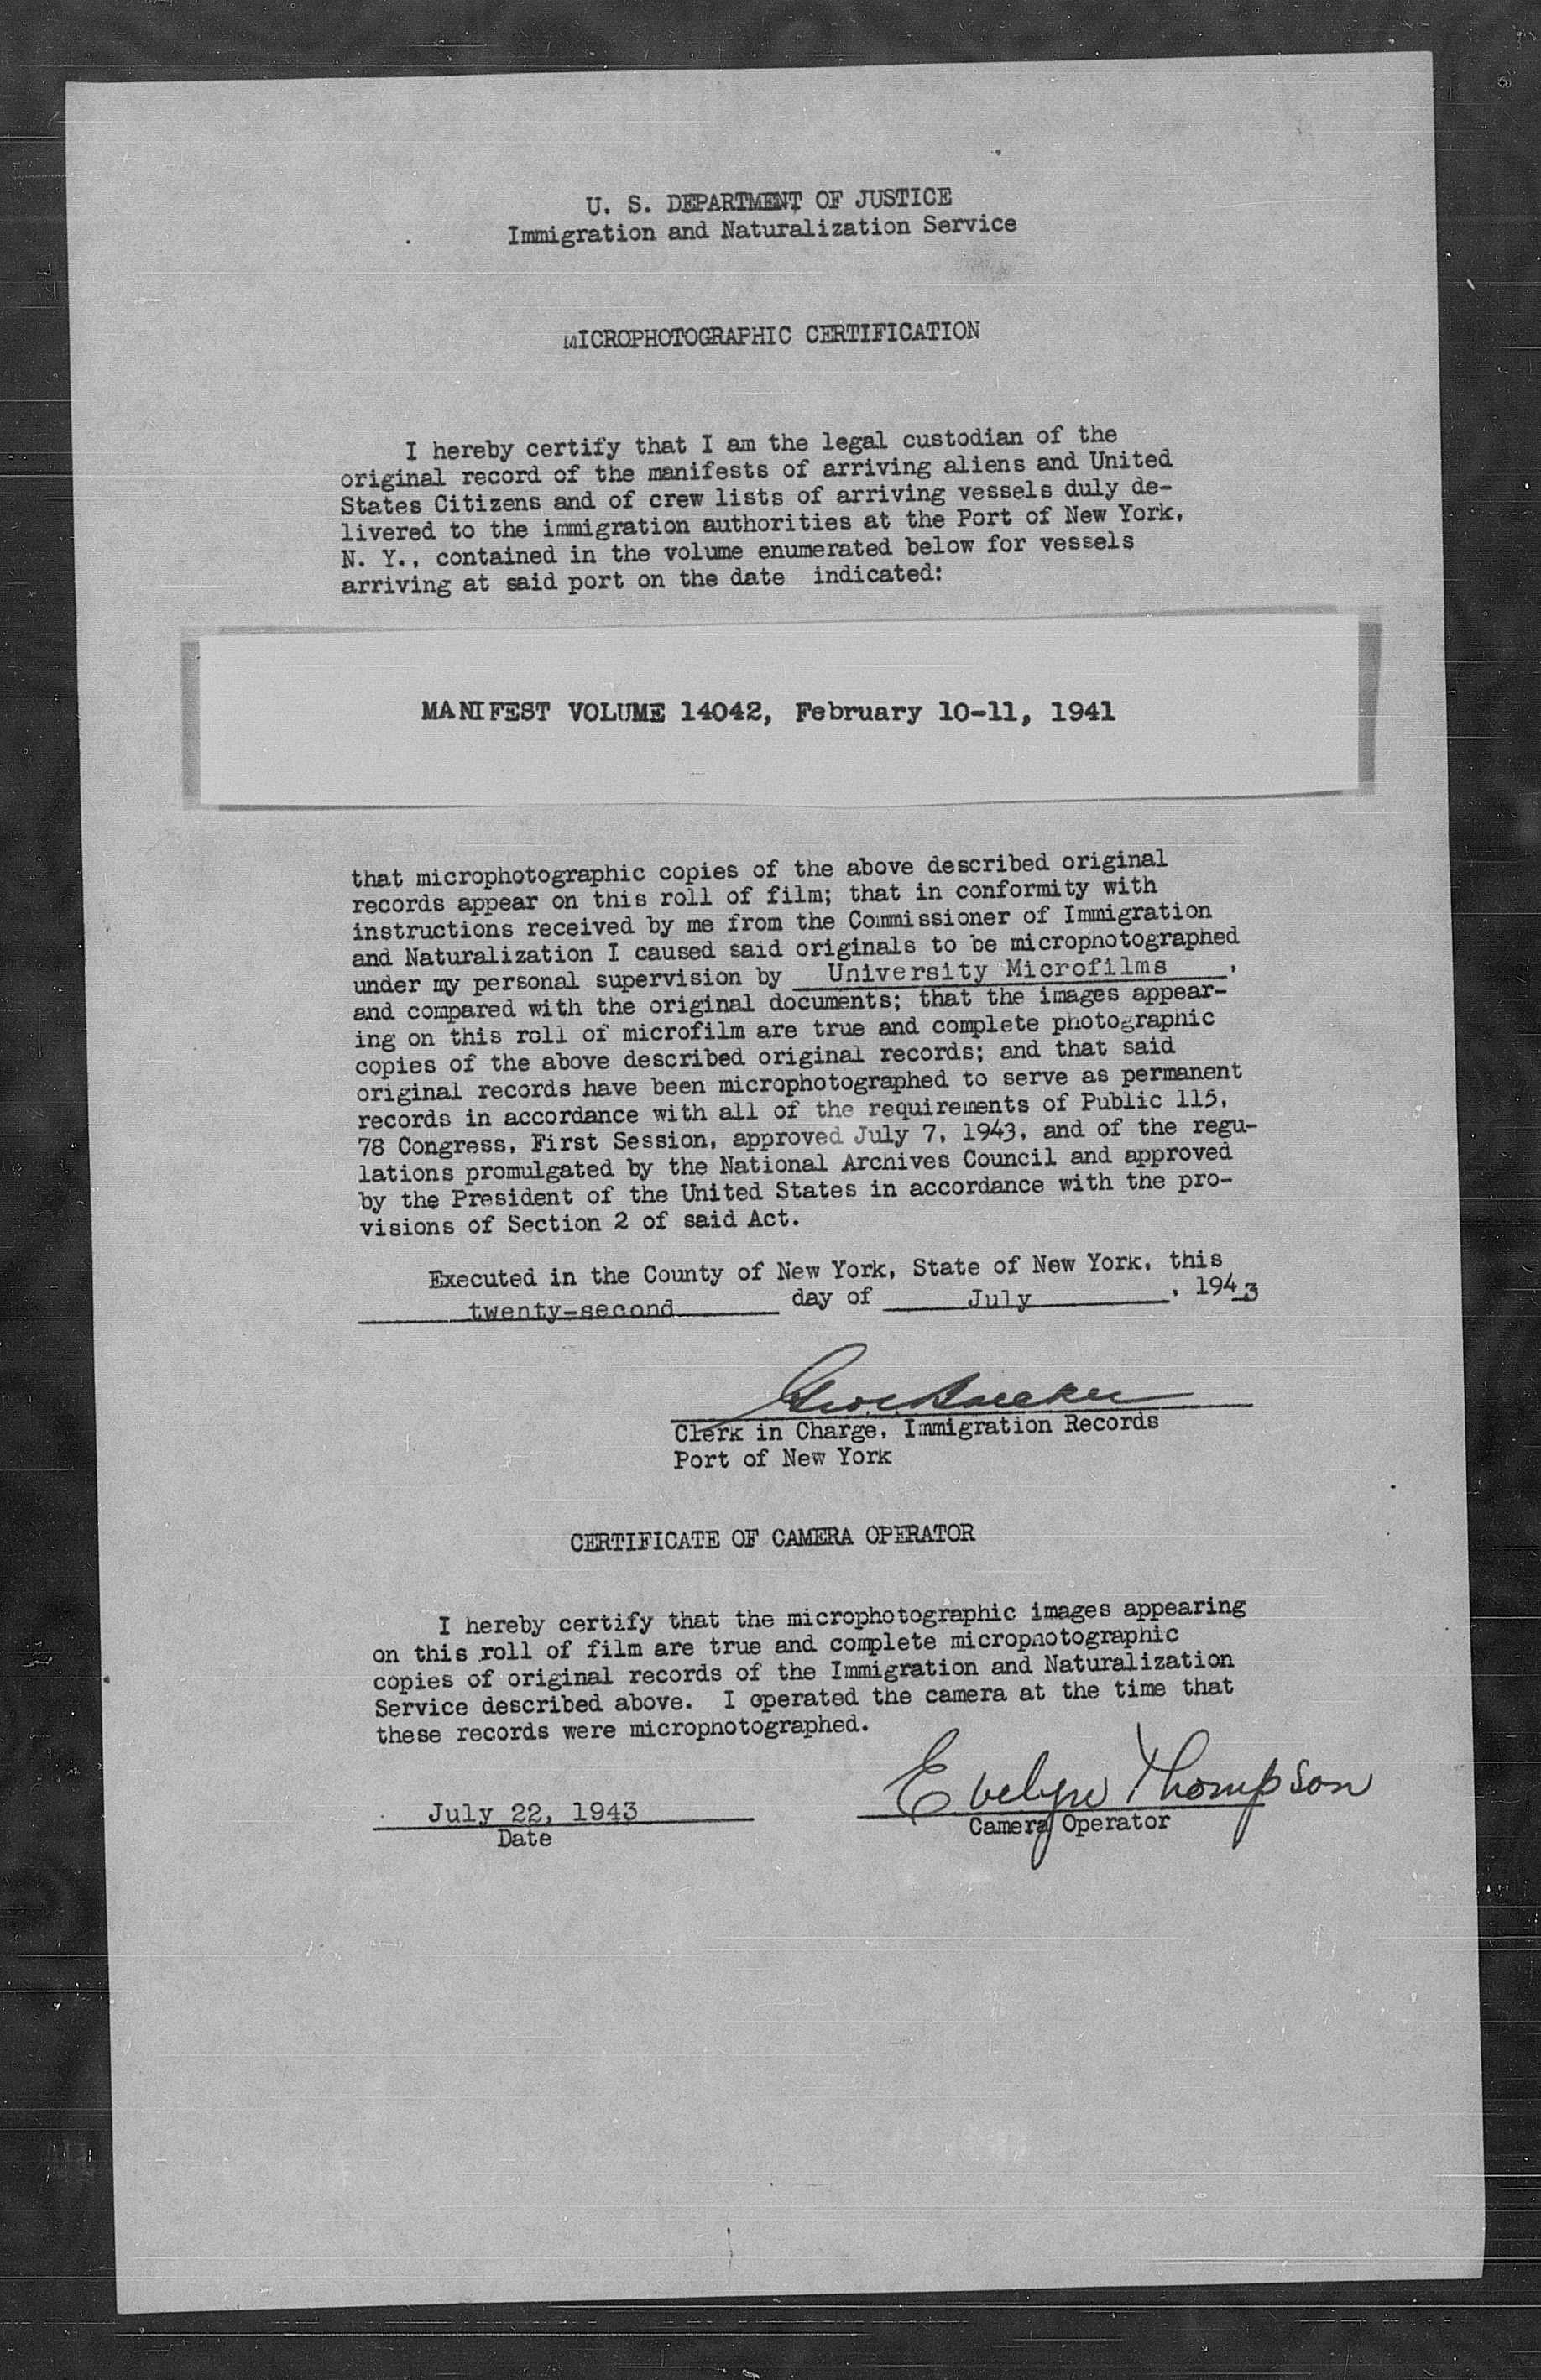 U. S. DEPARTMENT OF JUSTICE
Immigration and Naturalization Service
MICROPHOTOGRAPHIC CERTIFICATION
I hereby certify that I am the legal custodian of the
original record of the manifests of arriving aliens and United
States Citizens and of crew lists of arriving vessels duly de-
livered to the immigration authorities at the Port of New York,
N. Y., contained in the volume enumerated below for vessels
arriving at said port on the date indicated:
MANIFEST VOLUME 14042, February 10-11, 1941
that microphotographic copies of the above described original
records appear on this roll of film; that in conformity with
instructions received by me from the Commissioner of Immigration
and Naturalization I caused said originals to be microphotographed
under my personal supervision by University Microfilms,
and compared with the original documents; that the images appear-
ing on this roll of microfilm are true and complete photographic
copies of the above described original records; and that said
original records have been microphotographed to serve as permanent
records in accordance with all of the requirements of Public 115,
78 Congress, First Session, approved July 7, 1943, and of the regu-
lations promulgated by the National Archives Council and approved
by the President of the United States in accordance with the pro-
visions of Section 2 of said Act.
Executed in the County of New York, State of New York, this
twenty-second day of July, 1943
Clerk in Charge, Immigration Records
Port of New York
CERTIFICATE OF CAMERA OPERATOR
I hereby certify that the microphotographic images appearing
on this roll of film are true and complete microphotographic
copies of original records of the Immigration and Naturalization
Service described above. I operated the camera at the time that
these records were microphotographed.
July 22, 1943 Evelyn Thompson
Date Camera Operator